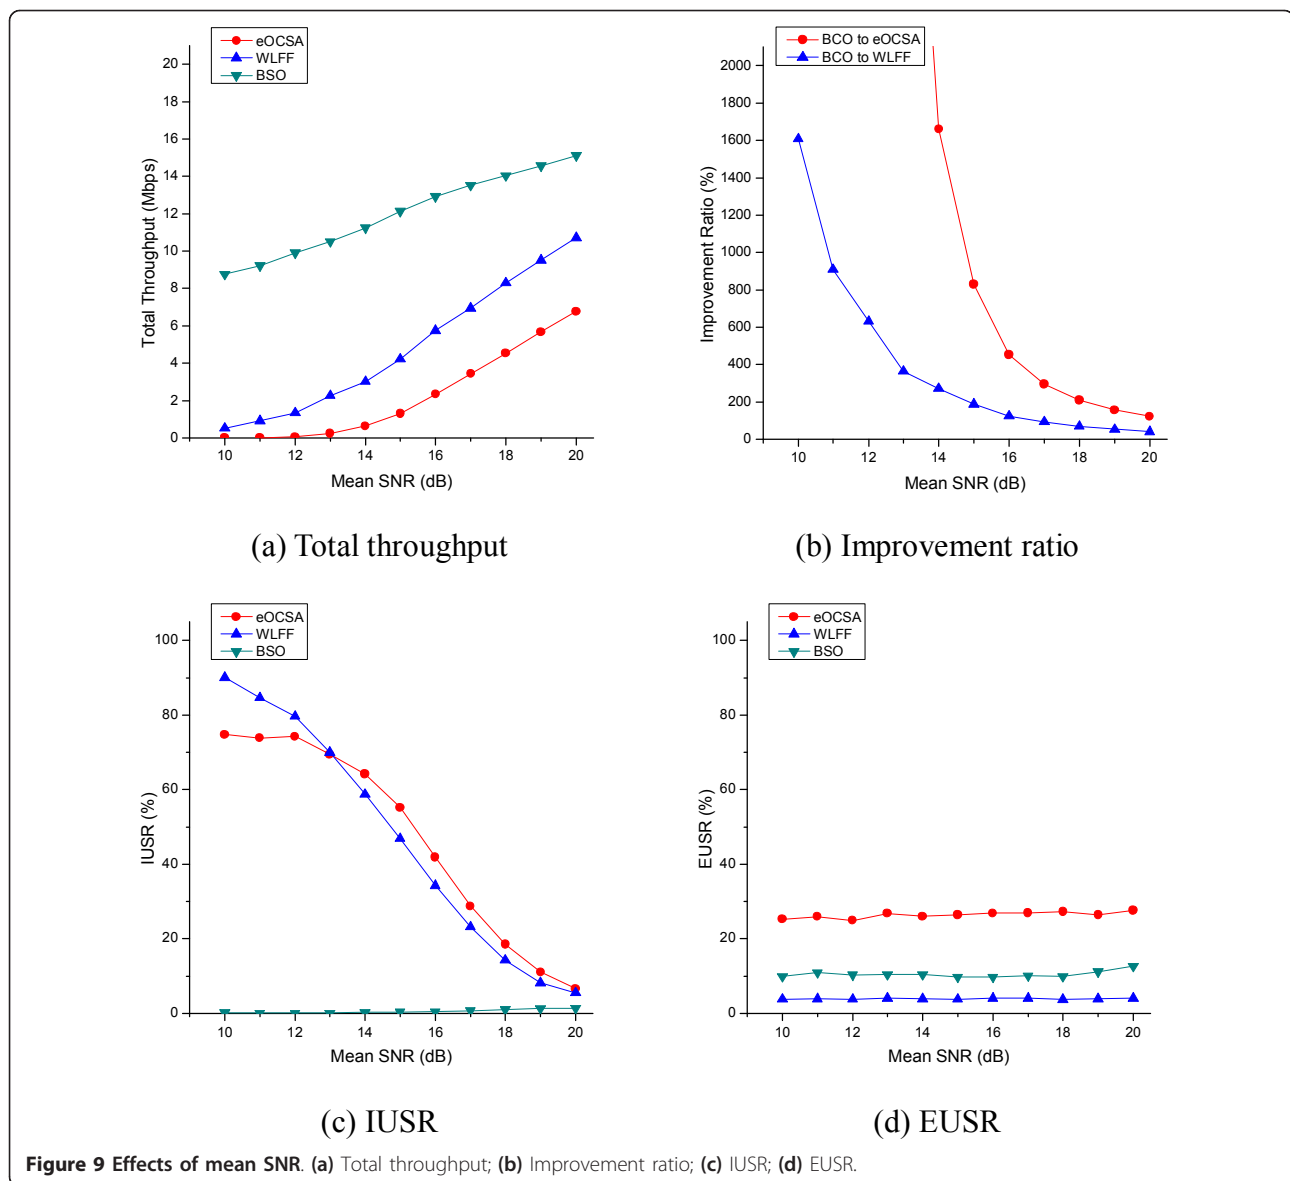 eOCSA
WLFF
BSO
20
18
16
14
12
10
8
6
4
2
0
Total Throughput (Mbps)
10 12 14 16 18 20
Mean SNR (dB)
(a) Total throughput
BCO to eOCSA
BCO to WLFF
2000
1800
1600
1400
1200
1000
800
600
400
200
0
Improvement Ratio (%)
10 12 14 16 18 20
Mean SNR (dB)
(b) Improvement ratio
eOCSA
WLFF
BSO
100
80
60
40
20
0
IUSR (%)
10 12 14 16 18 20
Mean SNR (dB)
(c) IUSR
eOCSA
WLFF
BSO
100
80
60
40
20
0
EUSR (%)
10 12 14 16 18 20
Mean SNR (dB)
(d) EUSR
Figure 9 Effects of mean SNR. (a) Total throughput; (b) Improvement ratio; (c) IUSR; (d) EUSR.